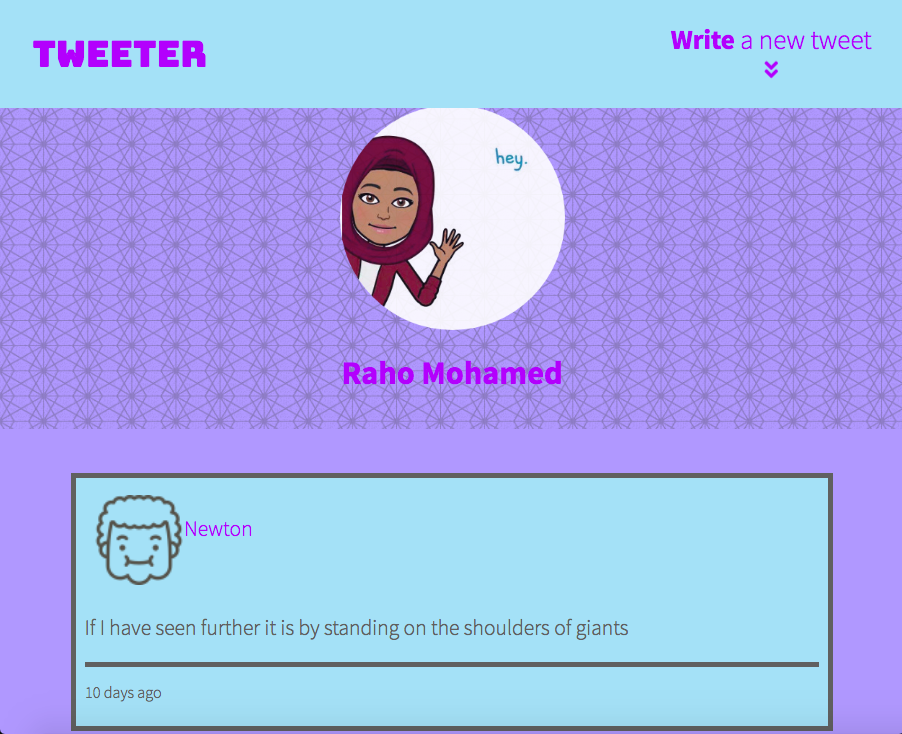 TWEETER
Write a new tweet
hey.
Raho Mohamed
Newton
If I have seen further it is by standing on the shoulders of giants
10 days ago